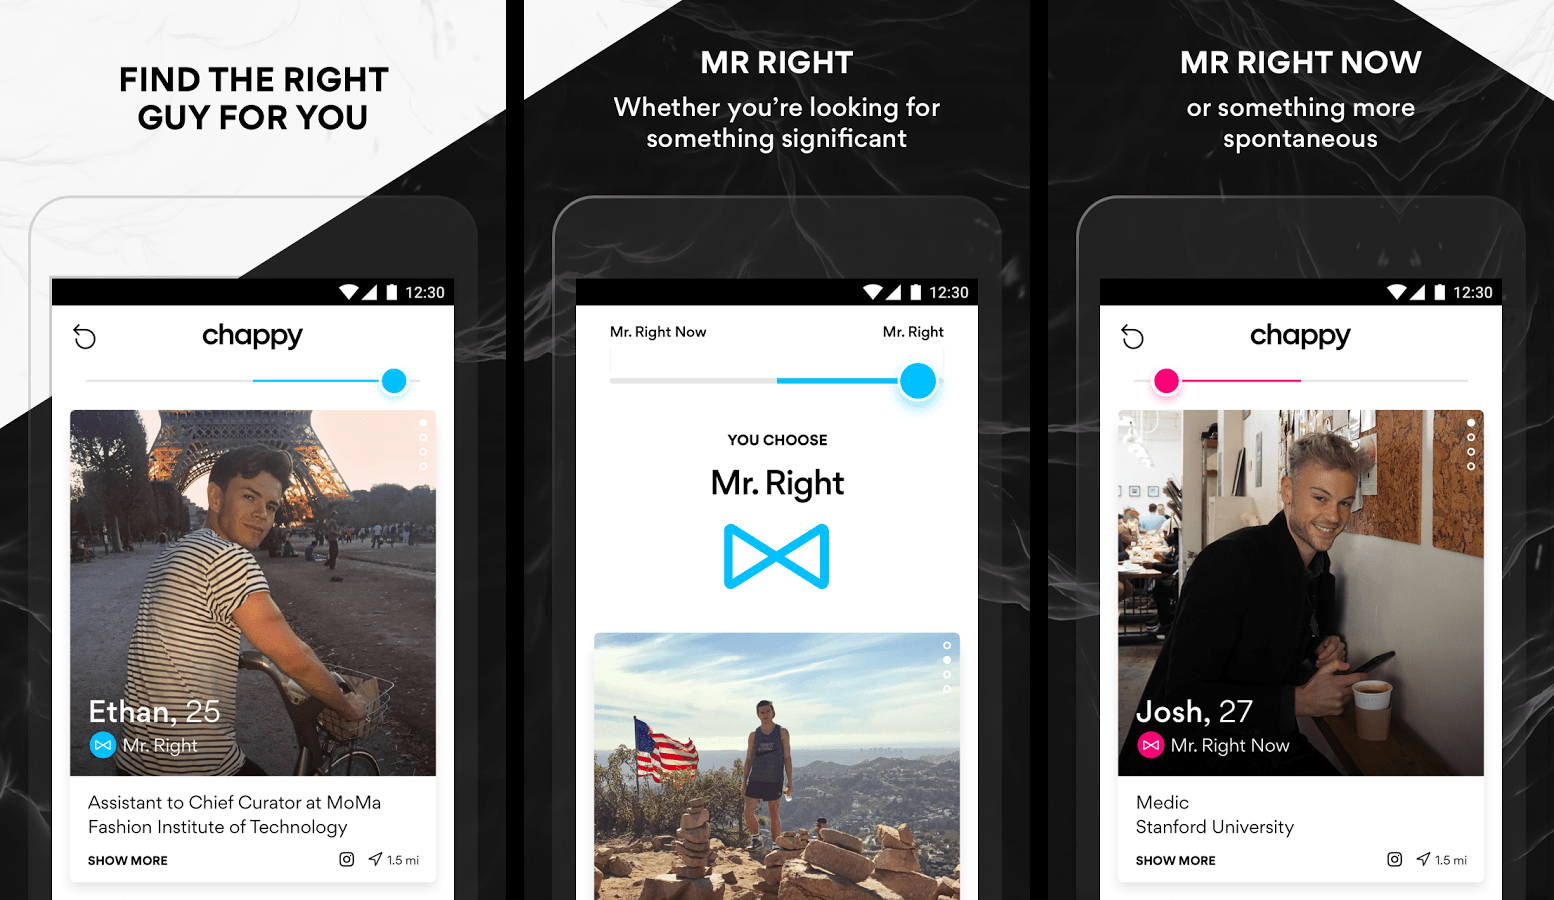 FIND THE RIGHT
GUY FOR YOU
12:30
chappy
Ethan, 25
Mr. Right
Assistant to Chief Curator at MoMa
Fashion Institute of Technology
SHOW MORE
1.5 mi
MR RIGHT
Whether you're looking for
something significant
12:30
Mr. Right Now
Mr. Right
YOU CHOOSE
Mr. Right
MR RIGHT NOW
or something more
spontaneous
12:30
chappy
Josh, 27
Mr. Right Now
Medic
Stanford University
SHOW MORE
1.5 mi